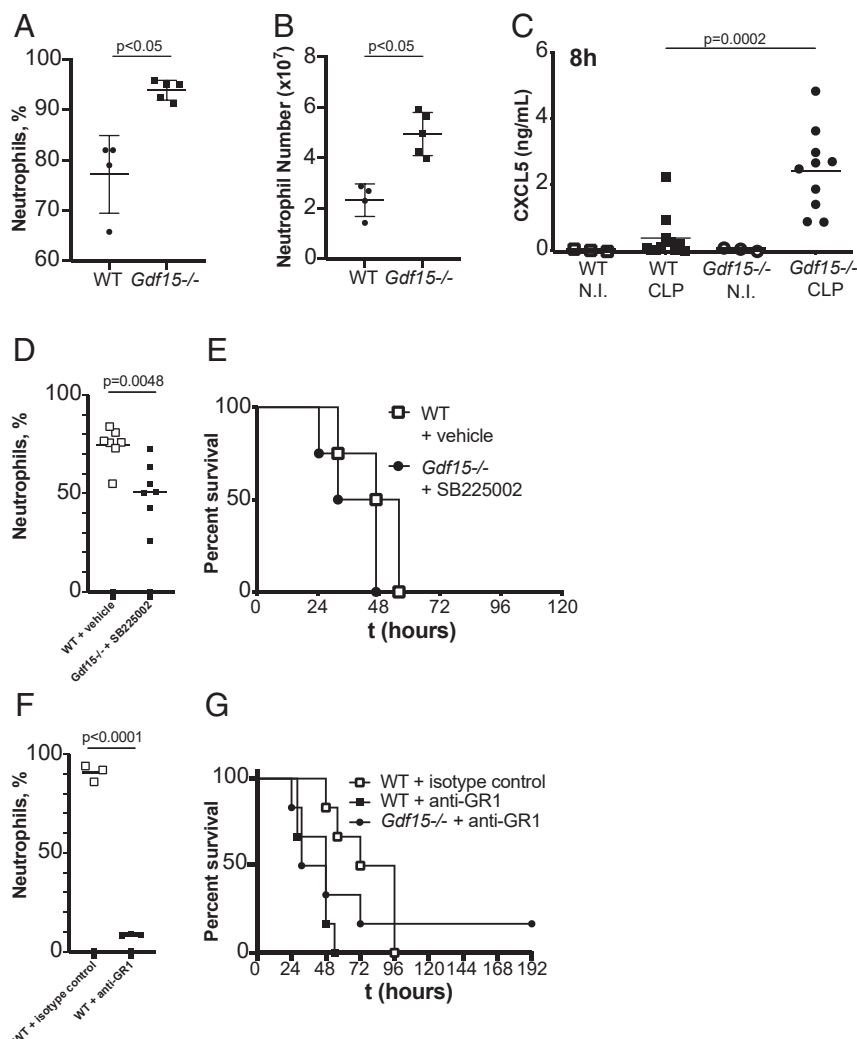 A
p<0.05
Neutrophils, %
100
90
80
70
60
WT Gdf15-/-
B
p<0.05
Neutrophil Number (x10⁷)
8
6
4
2
0
WT Gdf15-/-
C
8h
p=0.0002
CXCL5 (ng/mL)
6
4
2
0
WT
N.I.
WT
CLP
Gdf15-/-
N.I.
Gdf15-/-
CLP
D
p=0.0048
Neutrophils, %
100
50
0
WT + vehicle
Gdf15-/- + SB225002
E
Percent survival
100
50
0
WT
+ vehicle
Gdf15-/-
+ SB225002
0 24 48 72 96 120
t (hours)
F
p<0.0001
Neutrophils, %
100
50
0
WT + isotype control
WT + anti-GR1
G
Percent survival
100
50
0
WT + isotype control
WT + anti-GR1
Gdf15-/- + anti-GR1
0 24 48 72 96 120 144 168 192
t (hours)